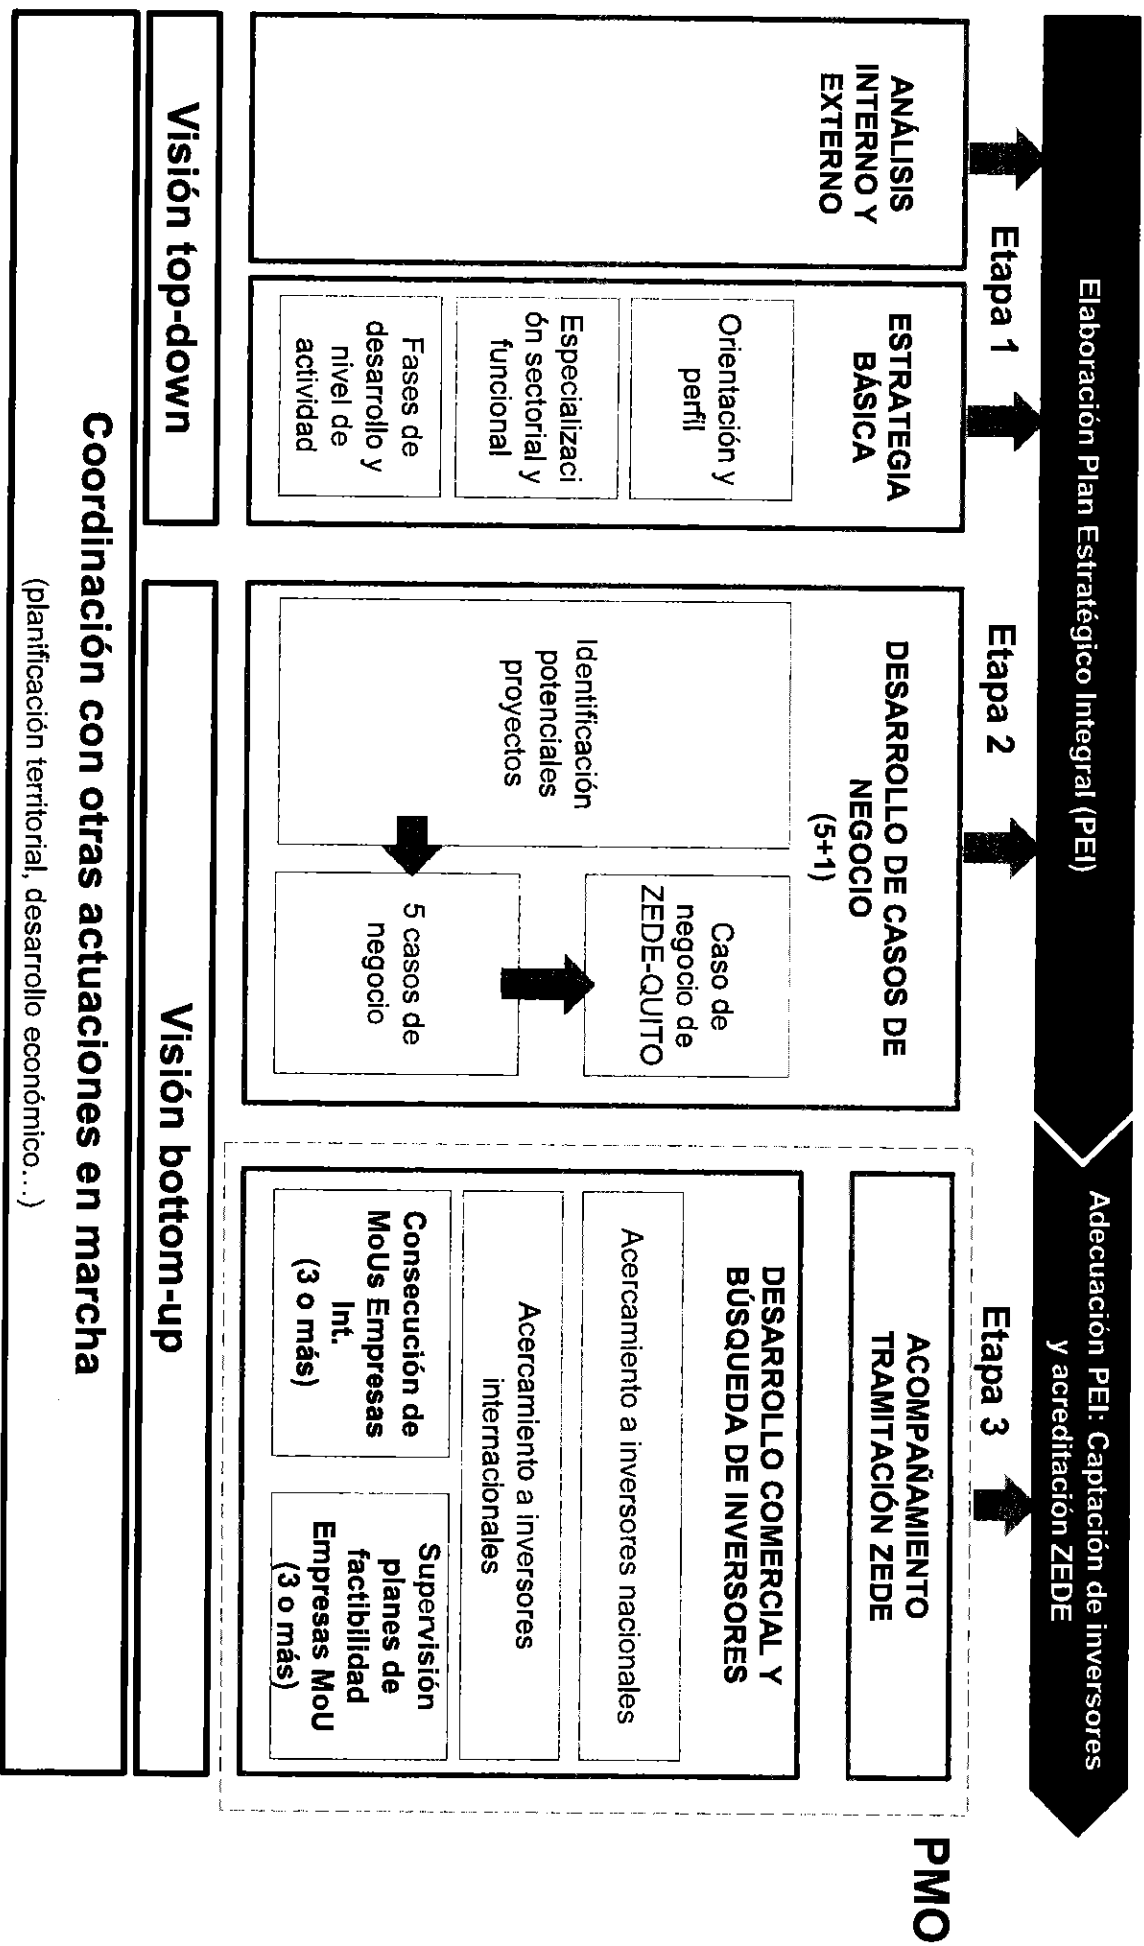 Elaboración Plan Estratégico Integral (PEI)
Adecuación PEI: Captación de inversores
y acreditación ZEDE
Etapa 1
Etapa 2
Etapa 3
PMO
ANÁLISIS
INTERNO Y
EXTERNO
ESTRATEGIA
BÁSICA
Orientación y
perfil
Especializaci
ón sectorial y
funcional
Fases de
desarrollo y
nivel de
actividad
DESARROLLO DE CASOS DE
NEGOCIO
(5+1)
Identificación
potenciales
proyectos
Caso de
negocio de
ZEDE-QUITO
5 casos de
negocio
ACOMPAÑAMIENTO
TRAMITACIÓN ZEDE
DESARROLLO COMERCIAL Y
BÚSQUEDA DE INVERSORES
Acercamiento a inversores nacionales
Acercamiento a inversores
internacionales
Consecución de
MoUs Empresas
Int.
(3 o más)
Supervisión
planes de
factibilidad
Empresas MoU
(3 o más)
Visión top-down
Visión bottom-up
Coordinación con otras actuaciones en marcha
(planificación territorial, desarrollo económico…)